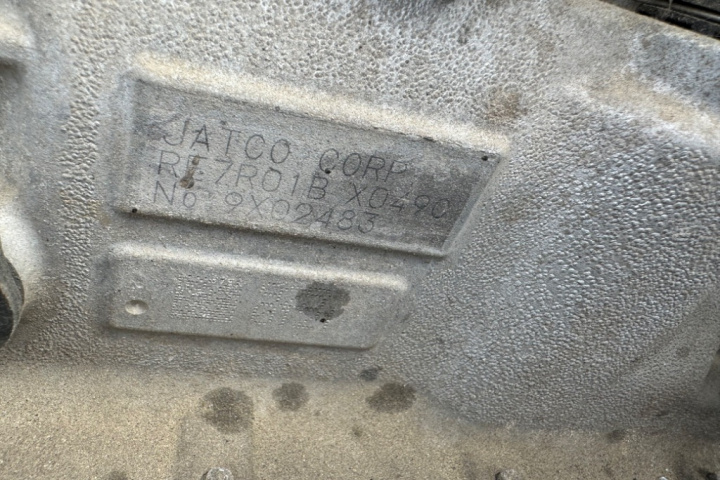 JATCO CORP
RE7R01B X0490
No 9X02483